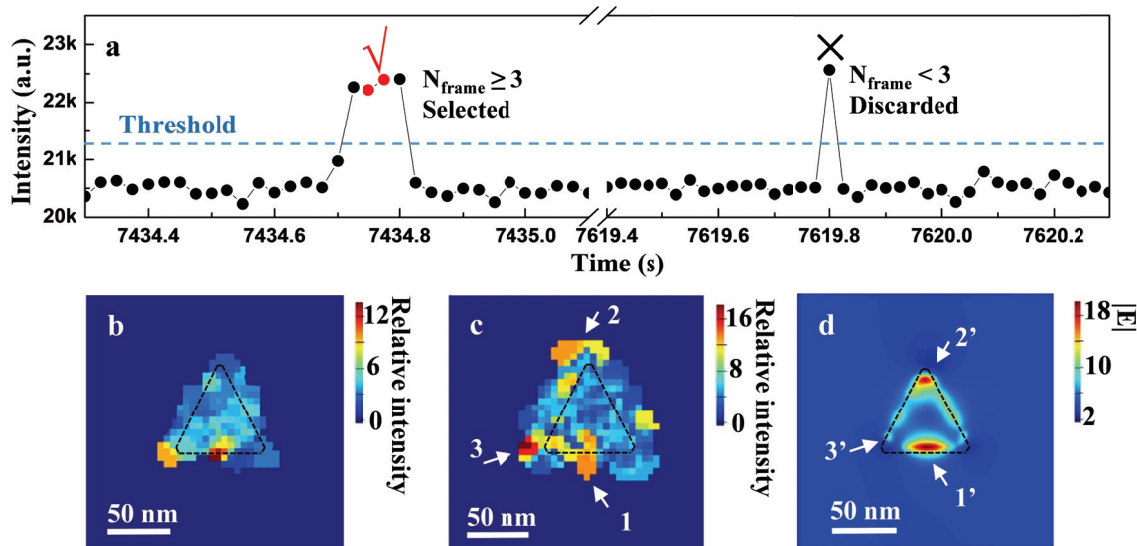 a
Intensity (a.u.)
23k
22k
21k
20k
Threshold
N_frame ≥ 3
Selected
N_frame < 3
Discarded
7434.4 7434.6 7434.8 7435.0 7619.4 7619.6 7619.8 7620.0 7620.2
Time (s)
b
50 nm
12
6
0
Relative intensity
c
2
3
1
50 nm
16
8
0
Relative intensity
d
2’
3’
1’
50 nm
18
10
2
|E|